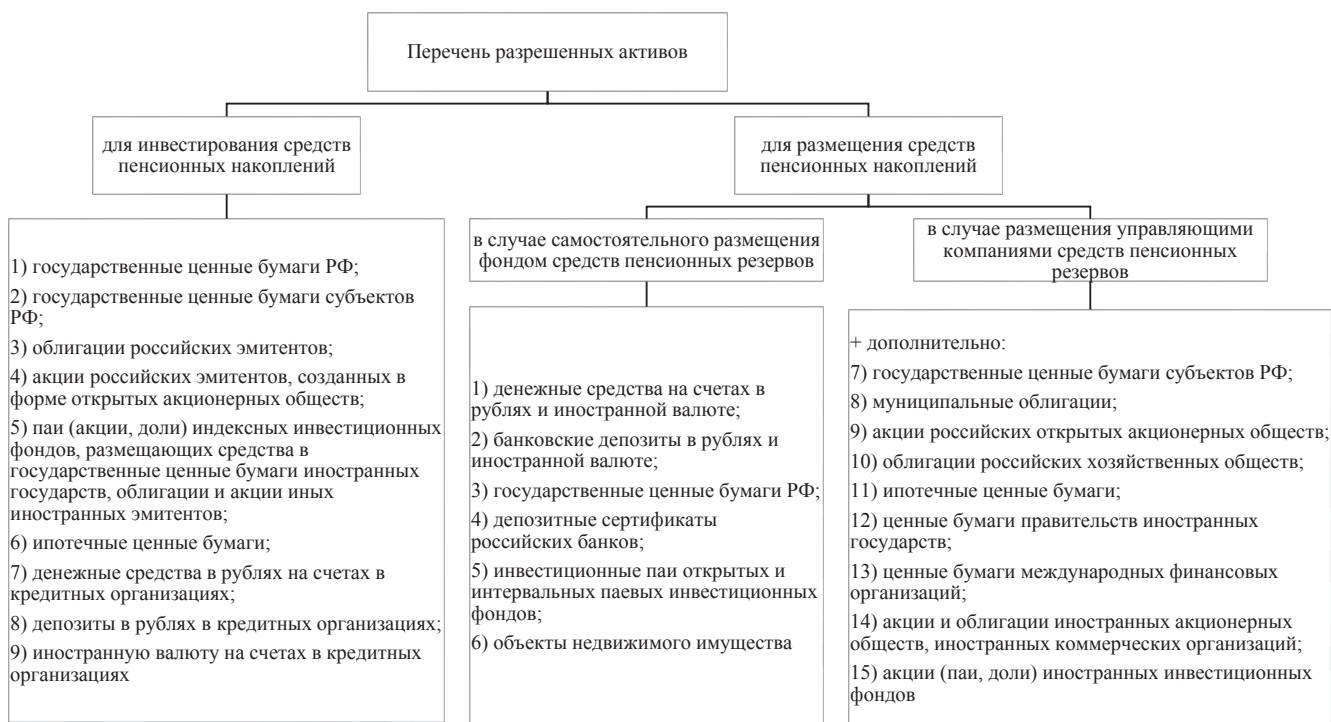 Перечень разрешенных активов
для инвестирования средств
пенсионных накоплений
для размещения средств
пенсионных накоплений
1) государственные ценные бумаги РФ;
2) государственные ценные бумаги субъектов
РФ;
3) облигации российских эмитентов;
4) акции российских эмитентов, созданных в
форме открытых акционерных обществ;
5) паи (акции, доли) индексных инвестиционных
фондов, размещающих средства в
государственные ценные бумаги иностранных
государств, облигации и акции иных
иностранных эмитентов;
6) ипотечные ценные бумаги;
7) денежные средства в рублях на счетах в
кредитных организациях;
8) депозиты в рублях в кредитных организациях;
9) иностранную валюту на счетах в кредитных
организациях
в случае самостоятельного размещения
фондом средств пенсионных резервов
1) денежные средства на счетах в
рублях и иностранной валюте;
2) банковские депозиты в рублях и
иностранной валюте;
3) государственные ценные бумаги РФ;
4) депозитные сертификаты
российских банков;
5) инвестиционные паи открытых и
интервальных паевых инвестиционных
фондов;
6) объекты недвижимого имущества
в случае размещения управляющими
компаниями средств пенсионных
резервов
+ дополнительно:
7) государственные ценные бумаги субъектов РФ;
8) муниципальные облигации;
9) акции российских открытых акционерных обществ;
10) облигации российских хозяйственных обществ;
11) ипотечные ценные бумаги;
12) ценные бумаги правительств иностранных
государств;
13) ценные бумаги международных финансовых
организаций;
14) акции и облигации иностранных акционерных
обществ, иностранных коммерческих организаций;
15) акции (паи, доли) иностранных инвестиционных
фондов